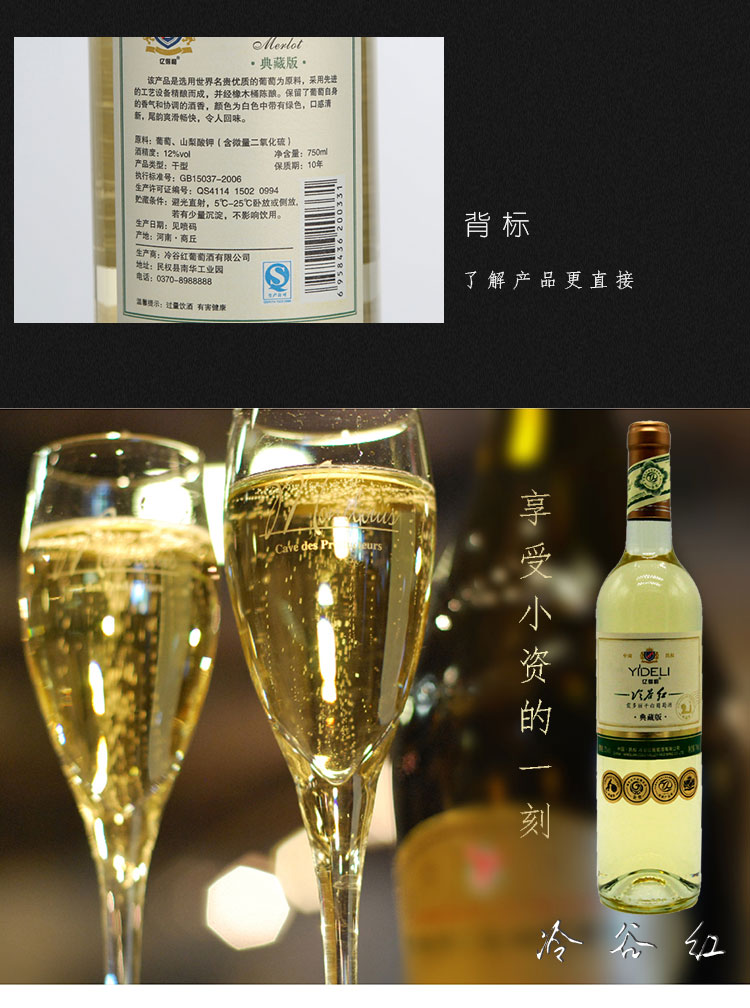 亿德利®
Merlot
·典藏版·
该产品是选用世界名贵优质的葡萄为原料，采用先进
的工艺设备精酿而成，并经橡木桶陈酿。保留了葡萄自身
的香气和协调的酒香，颜色为白色中带有绿色，口感清
新，尾韵爽滑畅快，令人回味。
原料：葡萄、山梨酸钾（含微量二氧化硫）
酒精度：12%vol 净含量：750ml
产品类型：干型 保质期：10年
执行标准号：GB15037-2006
生产许可证编号：QS4114 1502 0994
贮藏条件：避光直射，5℃-25℃卧放或倒放，
若有少量沉淀，不影响饮用。
生产日期：见喷码
产地：河南·商丘
生产商：冷谷红葡萄酒有限公司
地址：民权县南华工业园
电话：0370-8988888
温馨提示：过量饮酒 有害健康
6958436200331
背标
了解产品更直接
Cave des
享受小资的一刻
YIDELI
亿德利®
冷谷红
·典藏版·
冷谷红